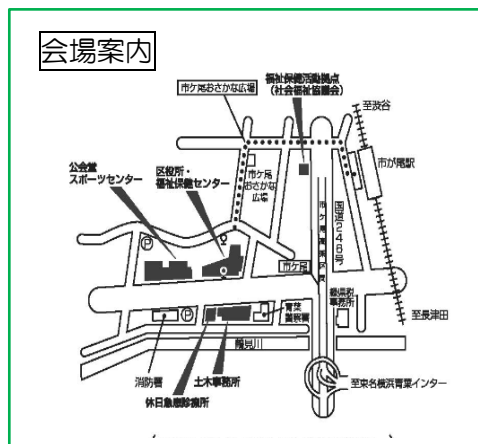 会場案内
福祉保健活動拠点
（社会福祉協議会）
市ケ尾おさかな広場
至渋谷
公会堂
スポーツセンター
区役所・
福祉保健センター
市ケ尾
おさかな
広場
市が尾駅
国道246号
市ケ尾
P
P
青葉
警察署
至長津田
鶴見川
消防署
土木事務所
休日急患診療所
至東名横浜青葉インター